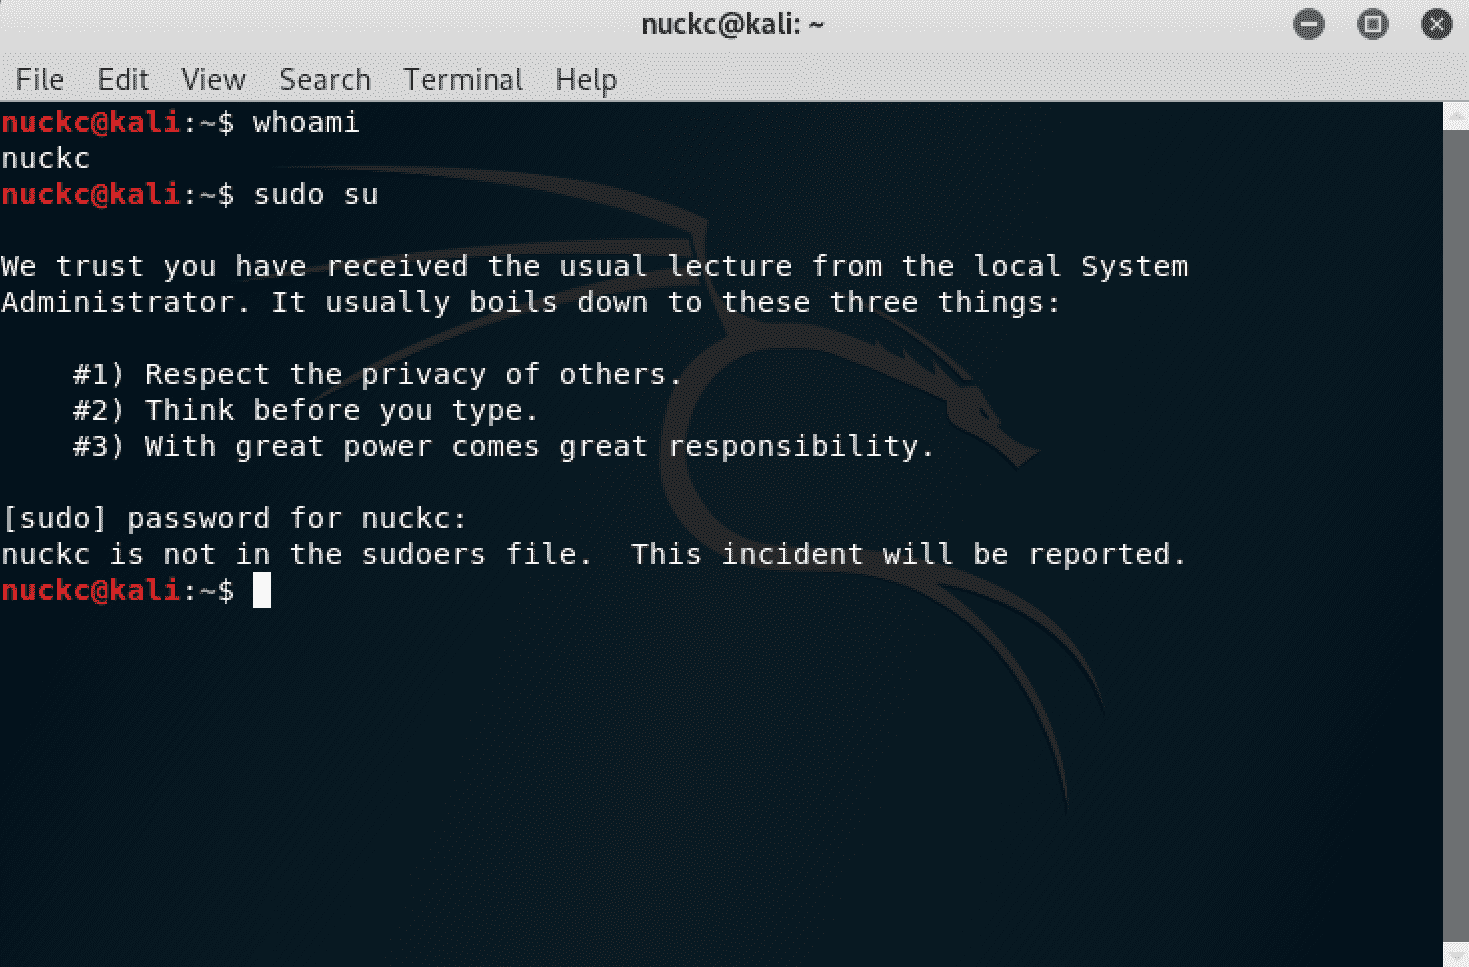 nuckc@kali: ~
File Edit View Search Terminal Help
nuckc@kali:~$ whoami
nuckc
nuckc@kali:~$ sudo su
We trust you have received the usual lecture from the local System
Administrator. It usually boils down to these three things:
#1) Respect the privacy of others.
#2) Think before you type.
#3) With great power comes great responsibility.
[sudo] password for nuckc:
nuckc is not in the sudoers file.  This incident will be reported.
nuckc@kali:~$